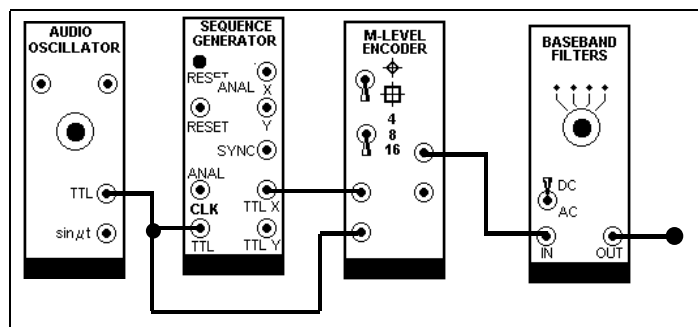 AUDIO
OSCILLATOR
TTL
sinμt
SEQUENCE
GENERATOR
RESET
ANAL
X
RESET
Y
SYNC
ANAL
CLK
TTL X
TTL
TTL Y
M-LEVEL
ENCODER
4
8
16
BASEBAND
FILTERS
DC
AC
IN
OUT